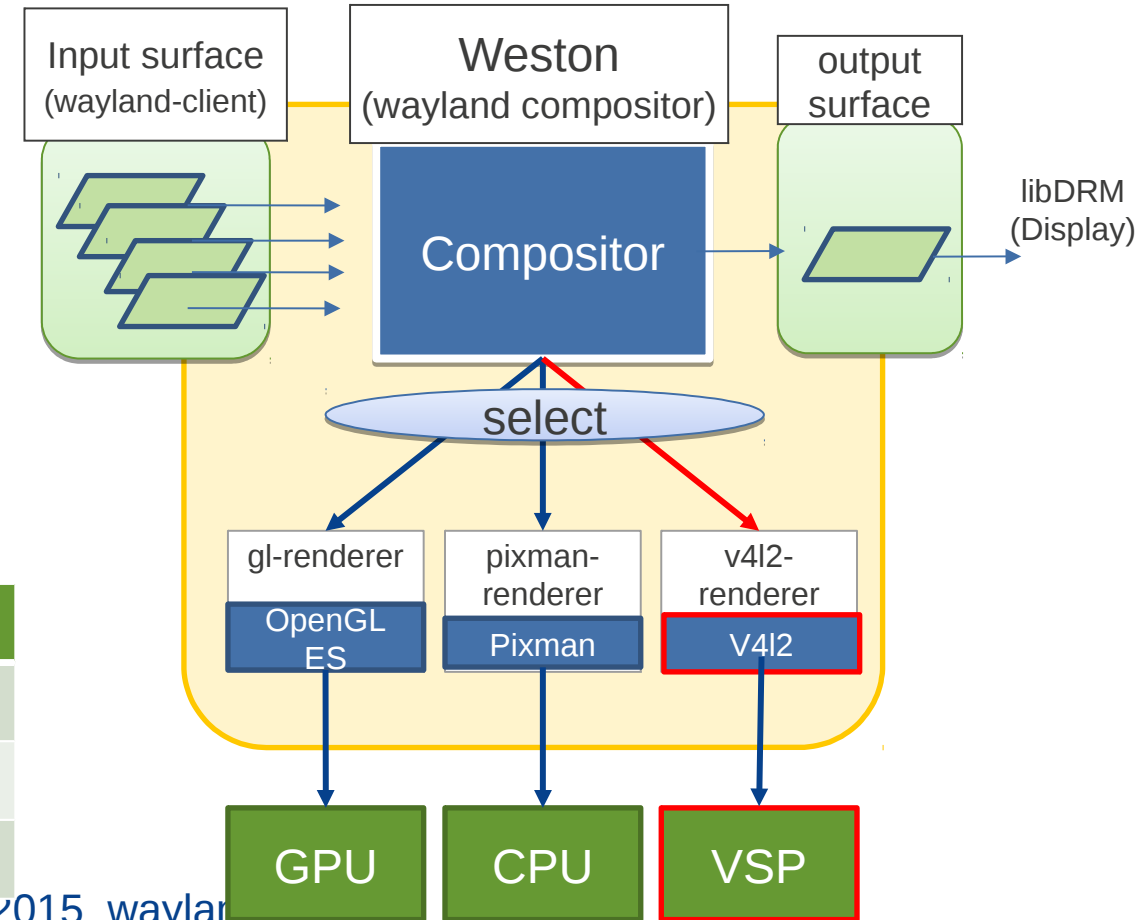 Input surface
(wayland-client)
Weston
(wayland compositor)
output
surface
libDRM
(Display)
Compositor
select
gl-renderer
OpenGL
ES
pixman-
renderer
Pixman
v4l2-
renderer
V4l2
GPU
CPU
VSP
2015